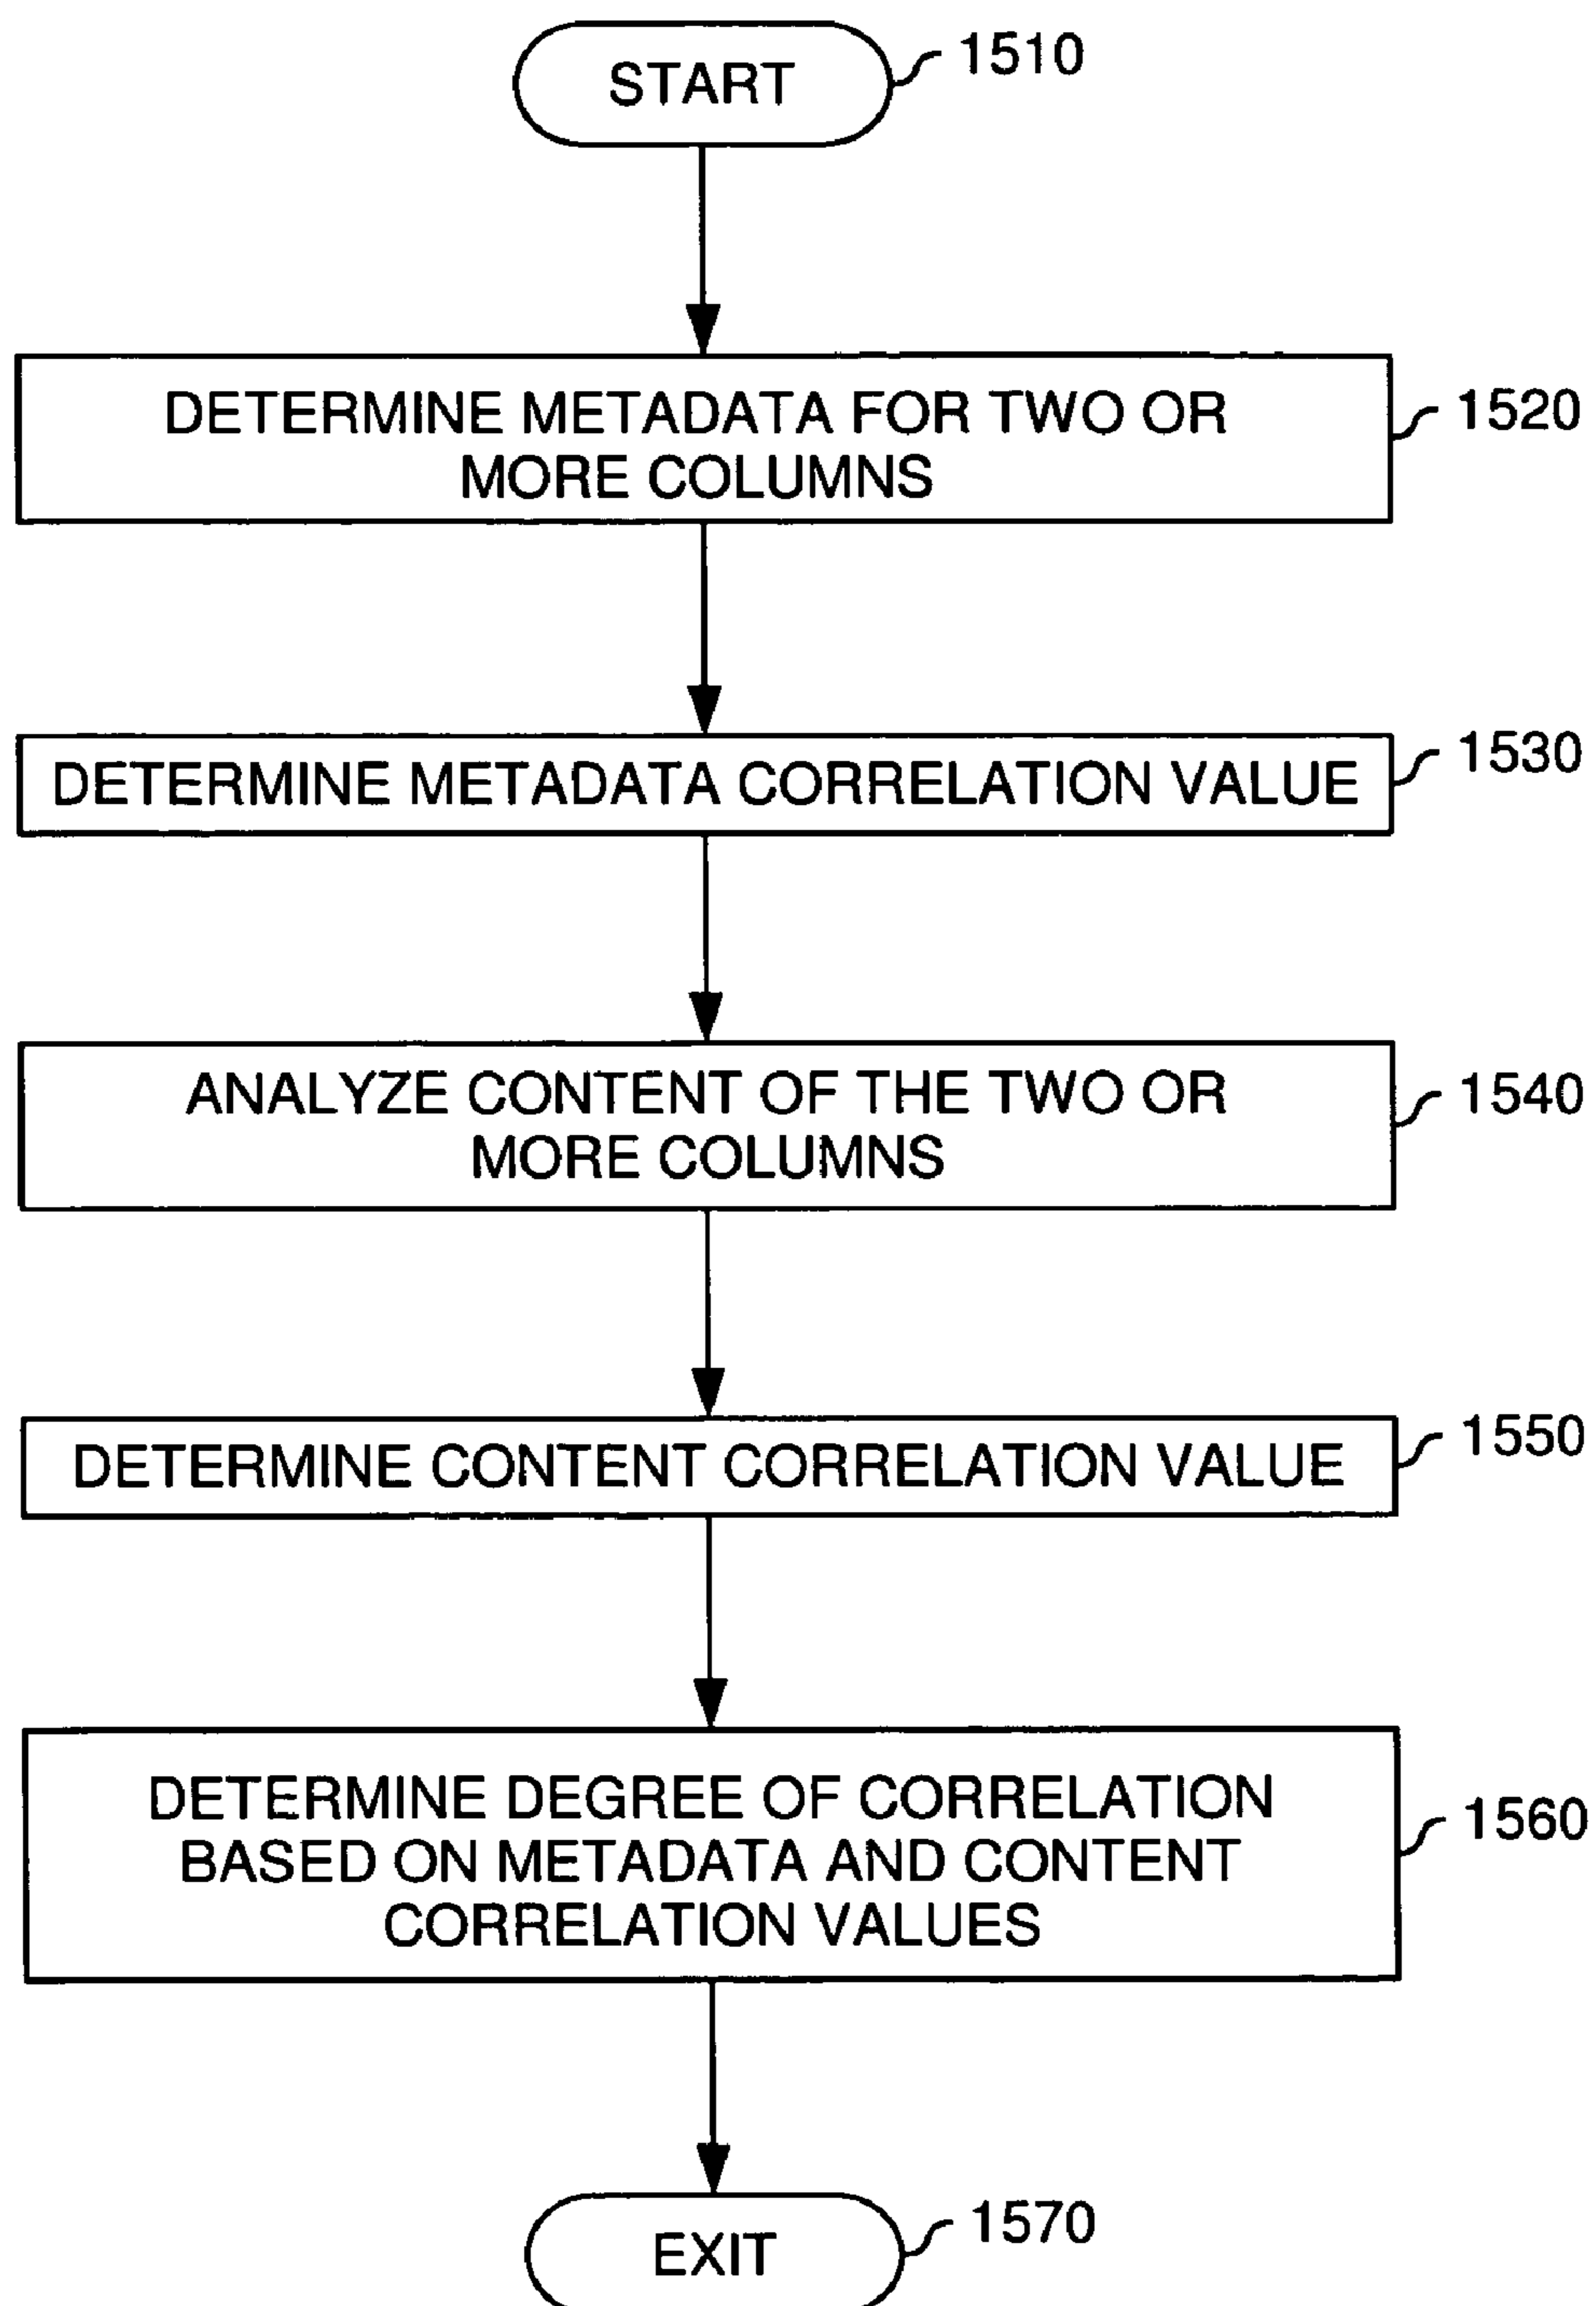 START
1510
DETERMINE METADATA FOR TWO OR
MORE COLUMNS
1520
DETERMINE METADATA CORRELATION VALUE
1530
ANALYZE CONTENT OF THE TWO OR
MORE COLUMNS
1540
DETERMINE CONTENT CORRELATION VALUE
1550
DETERMINE DEGREE OF CORRELATION
BASED ON METADATA AND CONTENT
CORRELATION VALUES
1560
EXIT
1570